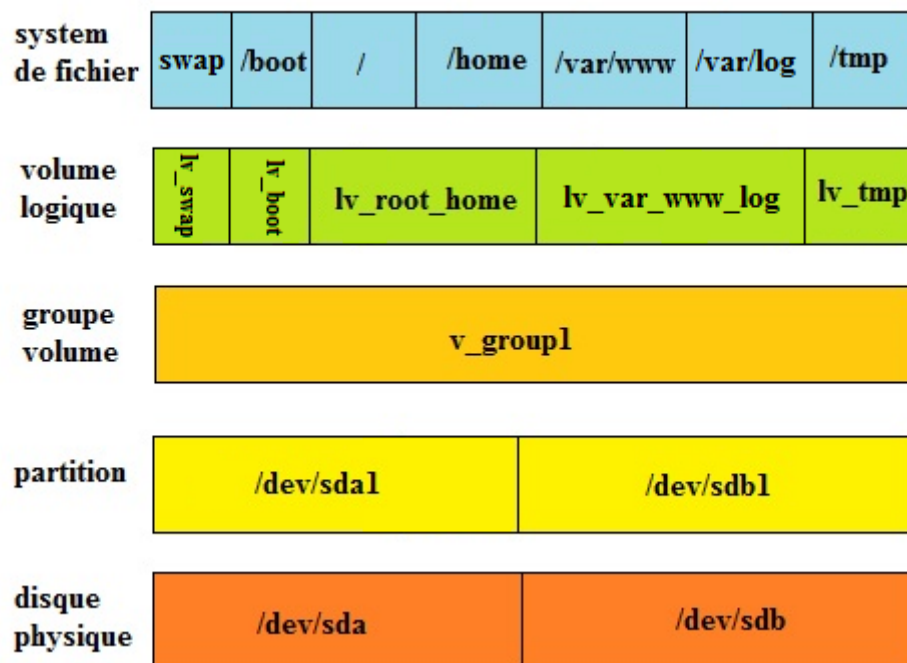 system
de fichier
swap
/boot
/
/home
/var/www
/var/log
/tmp
volume
logique
lv_swap
lv_boot
lv_root_home
lv_var_www_log
lv_tmp
groupe
volume
v_group1
partition
/dev/sda1
/dev/sdb1
disque
physique
/dev/sda
/dev/sdb